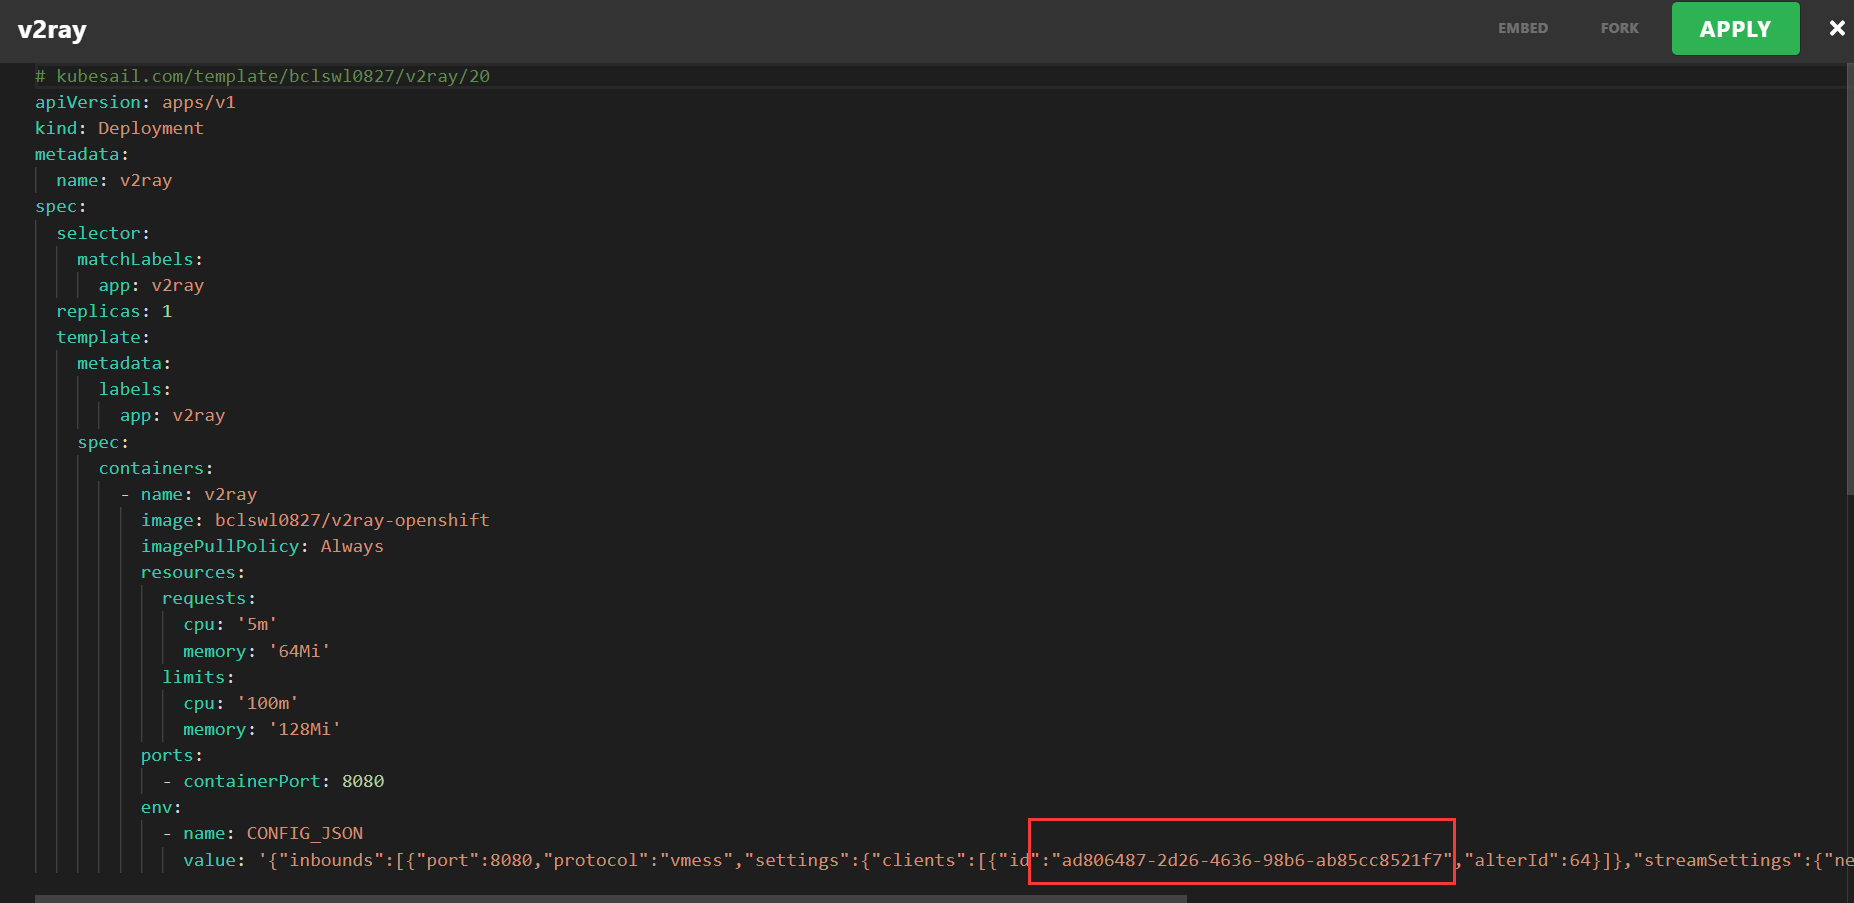 v2ray EMBED FORK APPLY ×
# kubesail.com/template/bclswl0827/v2ray/20
apiVersion: apps/v1
kind: Deployment
metadata:
  name: v2ray
spec:
  selector:
    matchLabels:
      app: v2ray
  replicas: 1
  template:
    metadata:
      labels:
        app: v2ray
    spec:
      containers:
        - name: v2ray
          image: bclswl0827/v2ray-openshift
          imagePullPolicy: Always
          resources:
            requests:
              cpu: '5m'
              memory: '64Mi'
            limits:
              cpu: '100m'
              memory: '128Mi'
          ports:
            - containerPort: 8080
          env:
            - name: CONFIG_JSON
              value: '{"inbounds":[{"port":8080,"protocol":"vmess","settings":{"clients":[{"id":"ad806487-2d26-4636-98b6-ab85cc8521f7","alterId":64}]},"streamSettings":{"ne